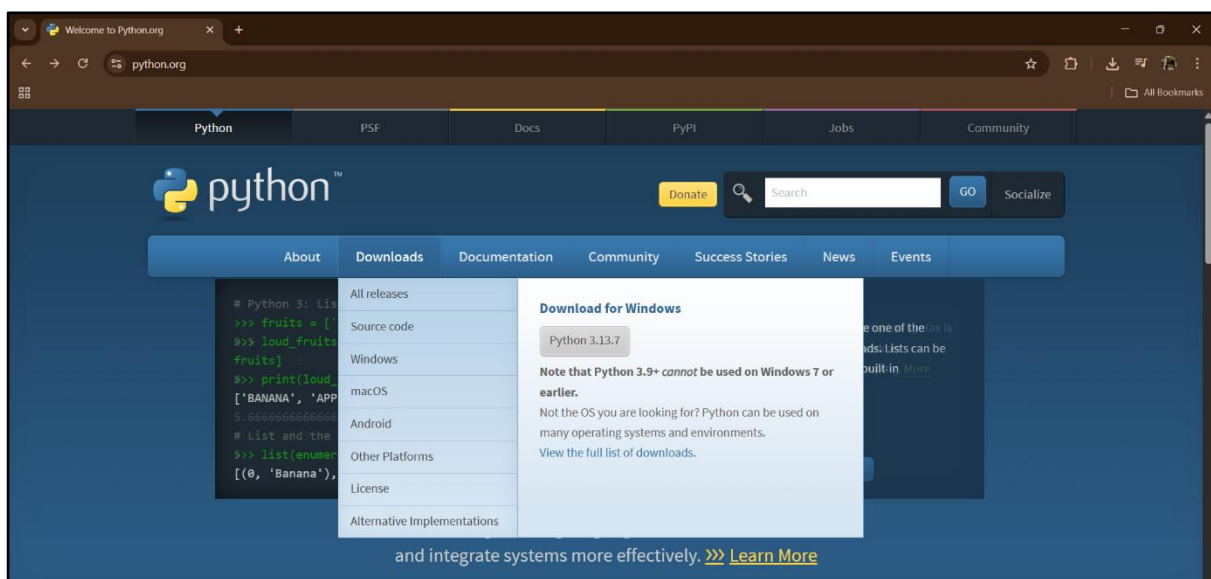 Welcome to Python.org
python.org
All Bookmarks
Python PSF Docs PyPI Jobs Community
python™
Donate Search GO Socialize
About Downloads Documentation Community Success Stories News Events
All releases
Source code
Windows
macOS
Android
Other Platforms
License
Alternative Implementations
Download for Windows
Python 3.13.7
Note that Python 3.9+ cannot be used on Windows 7 or
earlier.
Not the OS you are looking for? Python can be used on
many operating systems and environments.
View the full list of downloads.
# Python 3: Lis
>>> fruits = ['
loud_fruits
fruits]
>>> print(loud_
['BANANA', 'APP
# List and the
>>> list(enumer
[(0, 'Banana'),
e one of the
Lists can be
built-in. More
and integrate systems more effectively. >>> Learn More